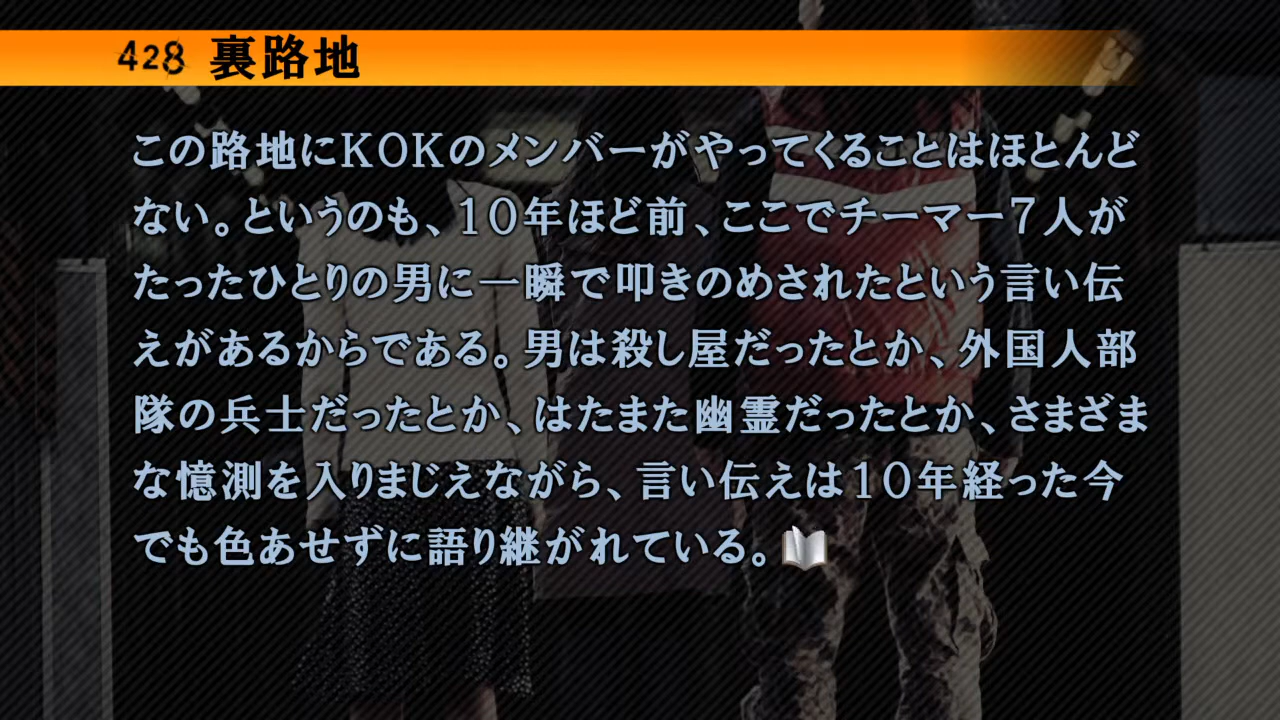 428 裏路地
この路地にKOKのメンバーがやってくることはほとんど
ない。というのも、10年ほど前、ここでチーマー7人が
たったひとりの男に一瞬で叩きのめされたという言い伝
えがあるからである。男は殺し屋だったとか、外国人部
隊の兵士だったとか、はたまた幽霊だったとか、さまざま
な憶測を入りまじえながら、言い伝えは10年経った今
でも色あせずに語り継がれている。